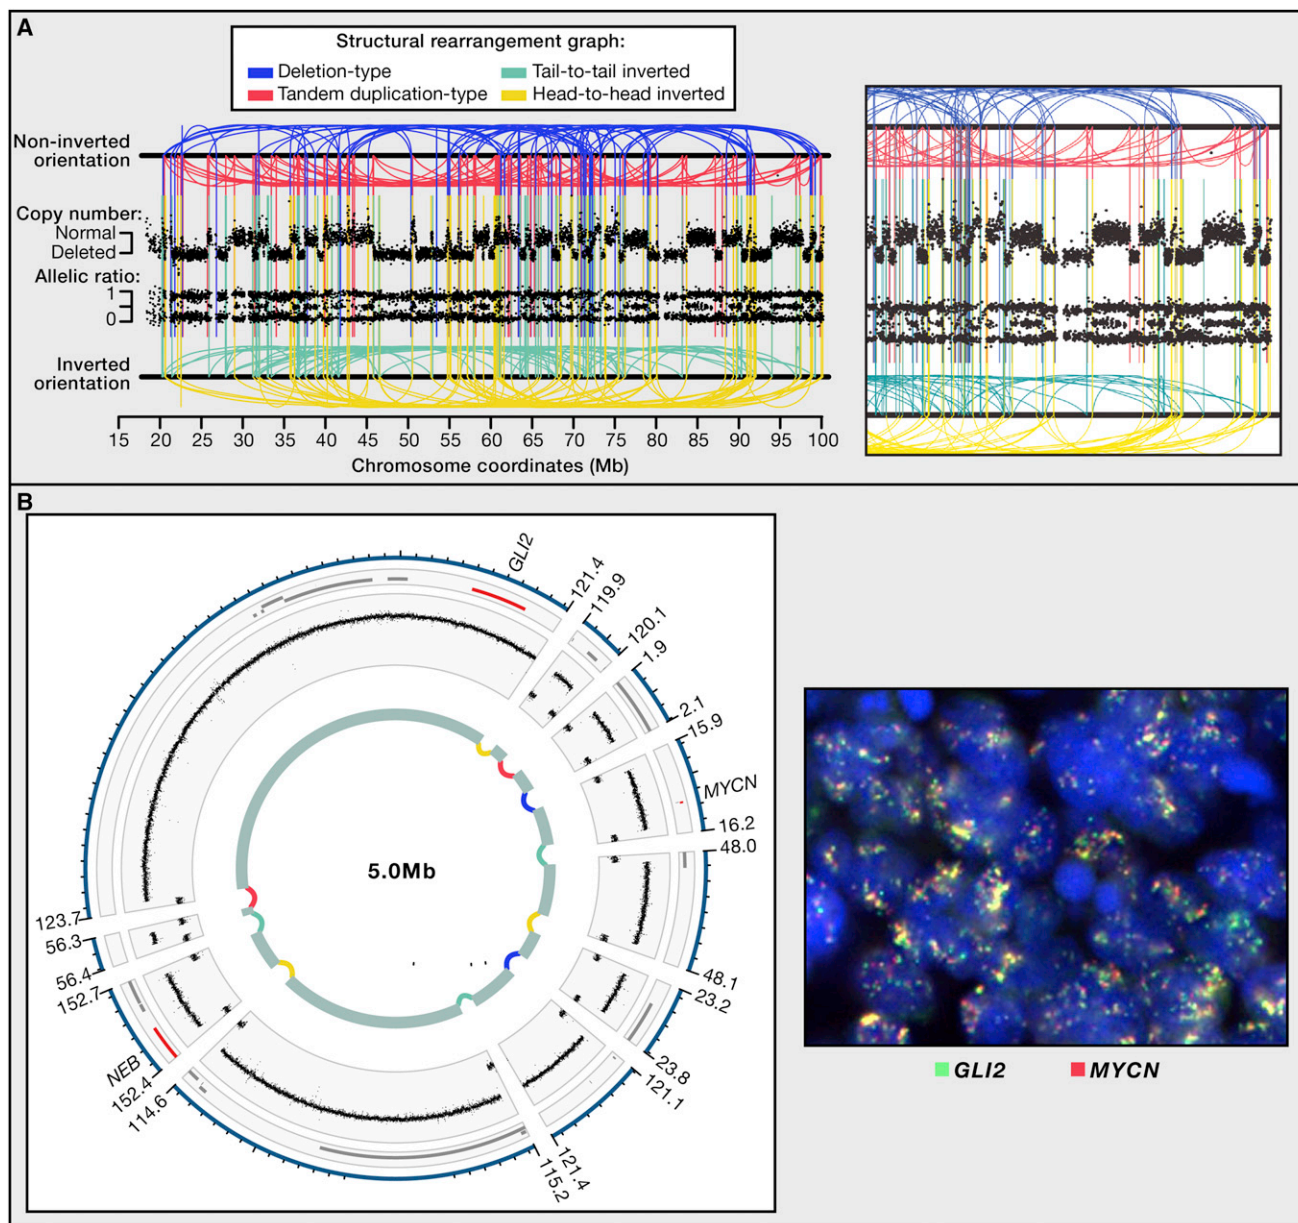 A
Structural rearrangement graph:
Deletion-type
Tail-to-tail inverted
Tandem duplication-type
Head-to-head inverted
Non-inverted
orientation
Copy number:
Normal
Deleted
Allelic ratio:
1
0
Inverted
orientation
15 20 25 30 35 40 45 50 55 60 65 70 75 80 85 90 95 100
Chromosome coordinates (Mb)
B
GLI2
121.4
119.9
120.1
1.9
2.1
15.9
MYCN
16.2
48.0
48.1
23.2
23.8
121.1
121.4
115.2
114.6
152.4
NEB
152.7
56.4
56.3
123.7
5.0Mb
GLI2 MYCN